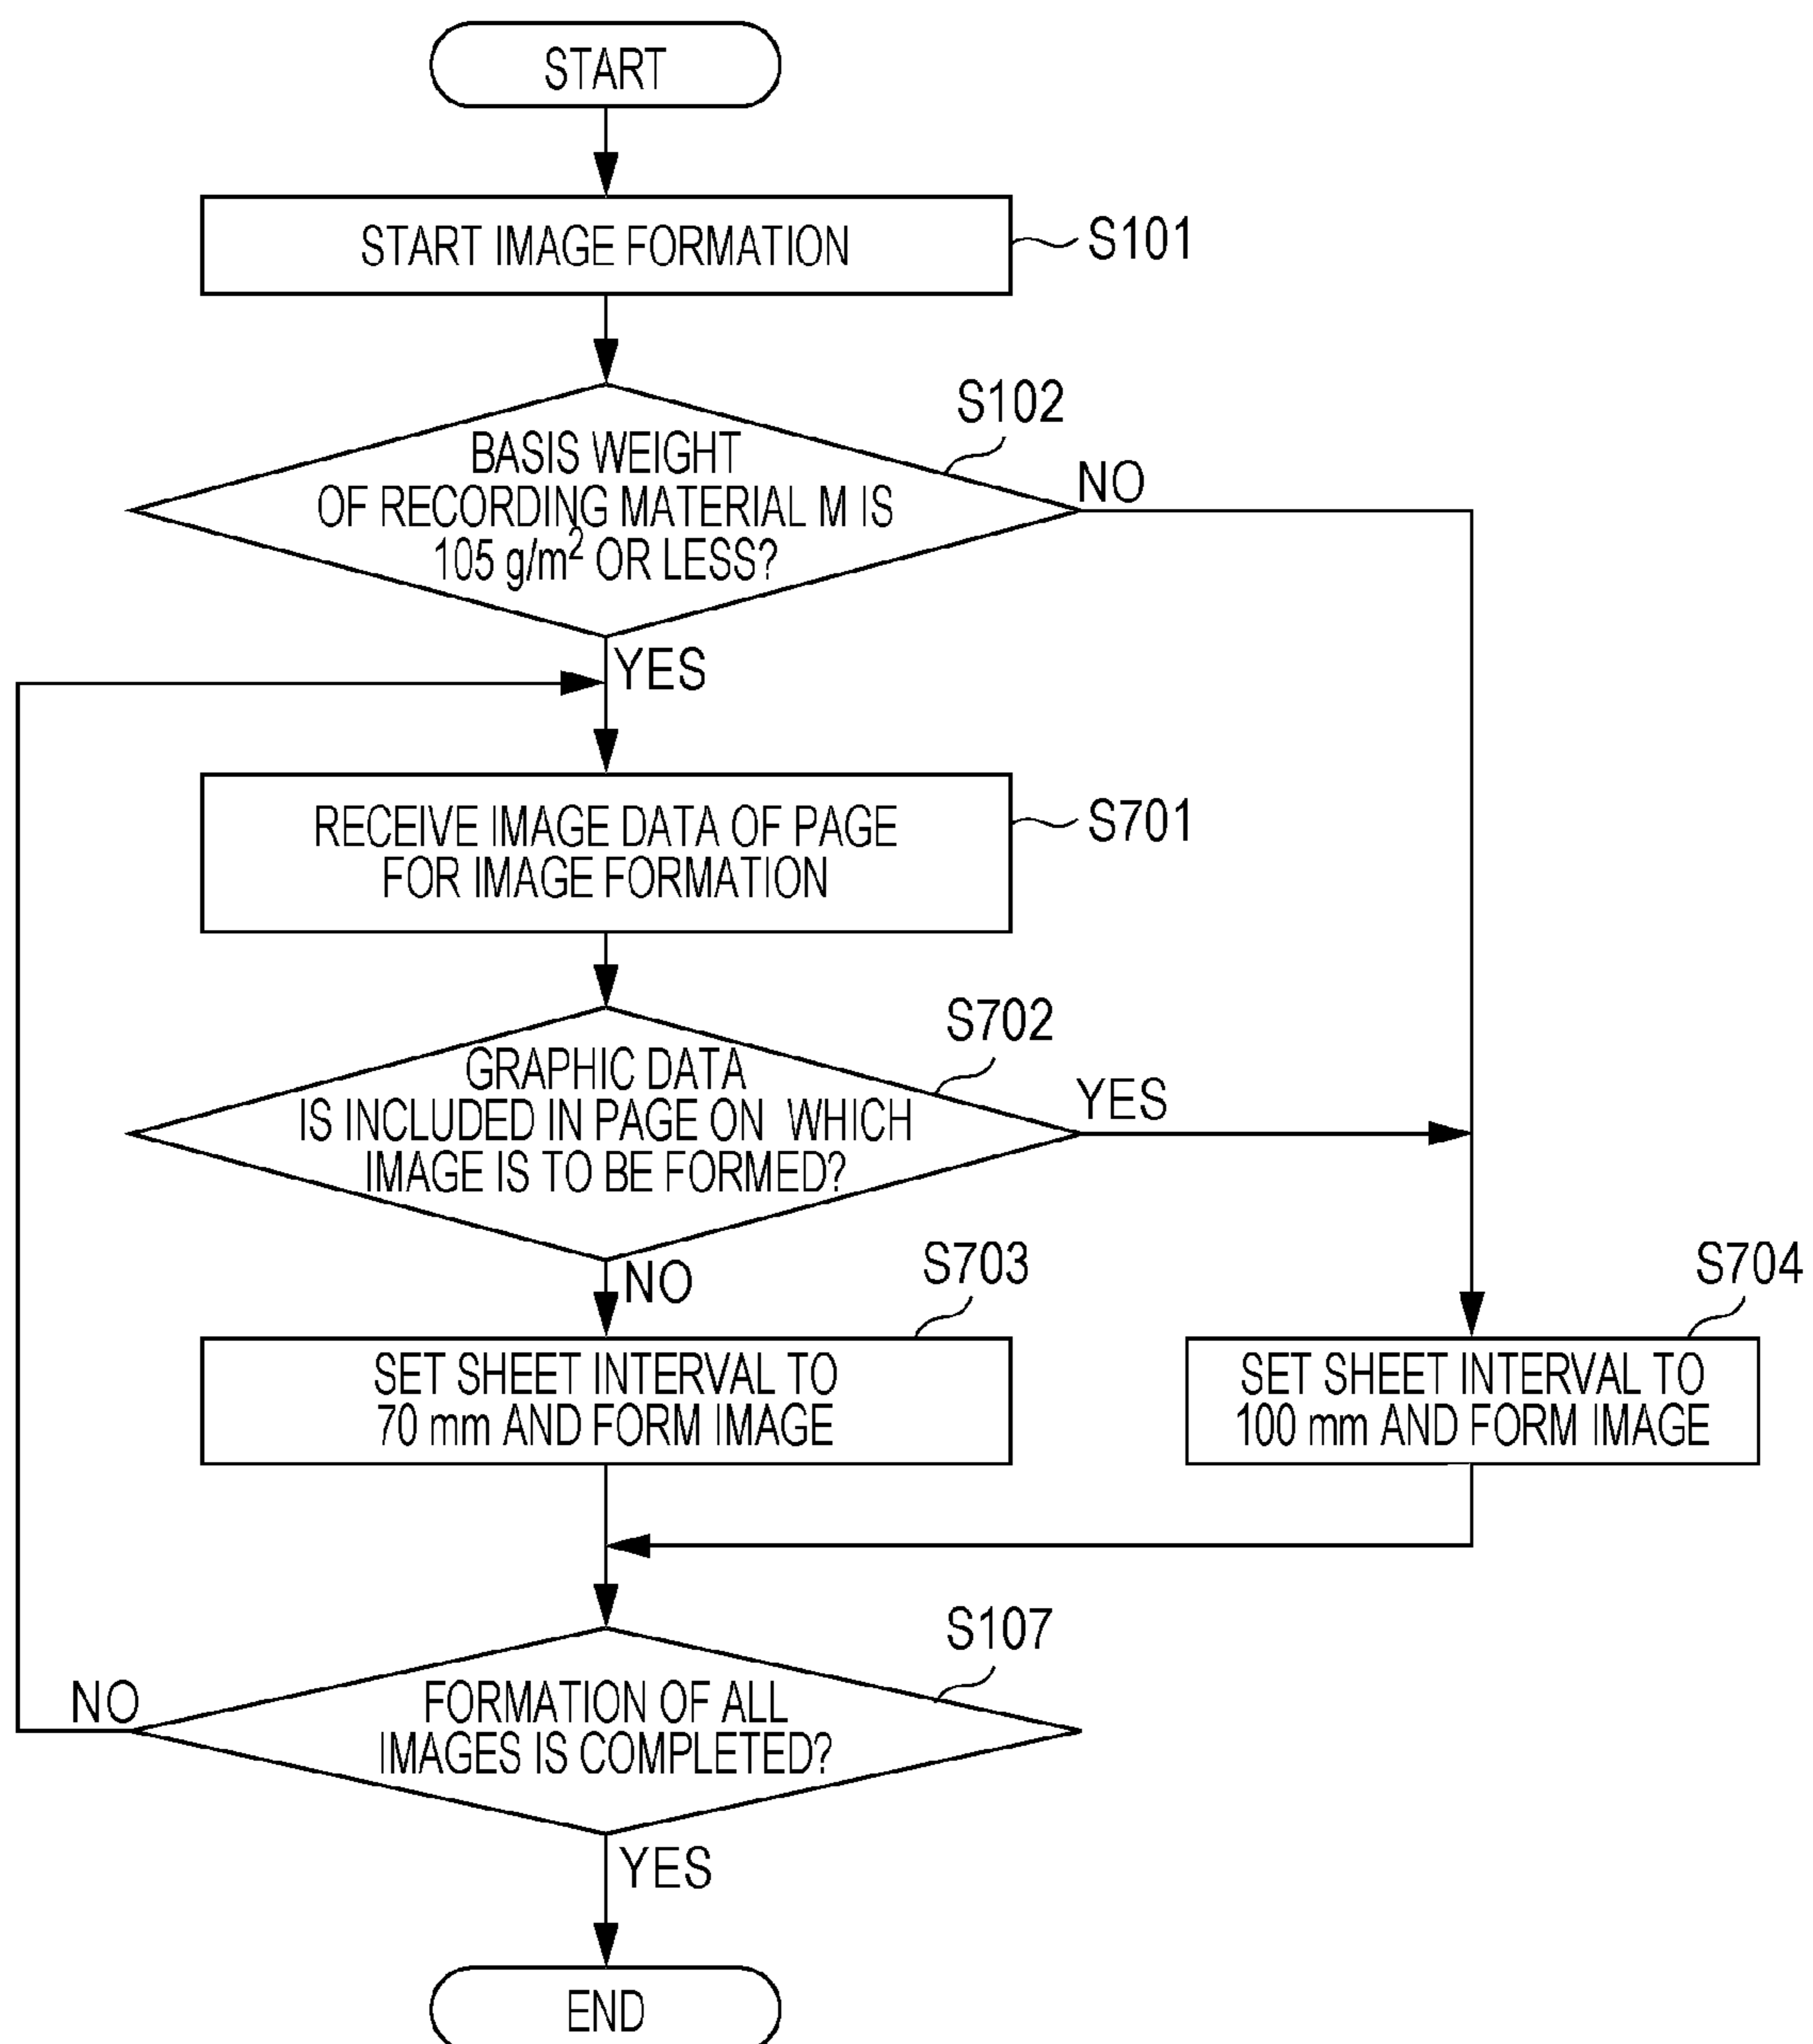 START
START IMAGE FORMATION
S101
S102
BASIS WEIGHT
OF RECORDING MATERIAL M IS
105 g/m² OR LESS?
NO
YES
RECEIVE IMAGE DATA OF PAGE
FOR IMAGE FORMATION
S701
S702
GRAPHIC DATA
IS INCLUDED IN PAGE ON WHICH
IMAGE IS TO BE FORMED?
YES
NO
S703
SET SHEET INTERVAL TO
70 mm AND FORM IMAGE
S704
SET SHEET INTERVAL TO
100 mm AND FORM IMAGE
S107
FORMATION OF ALL
IMAGES IS COMPLETED?
NO
YES
END